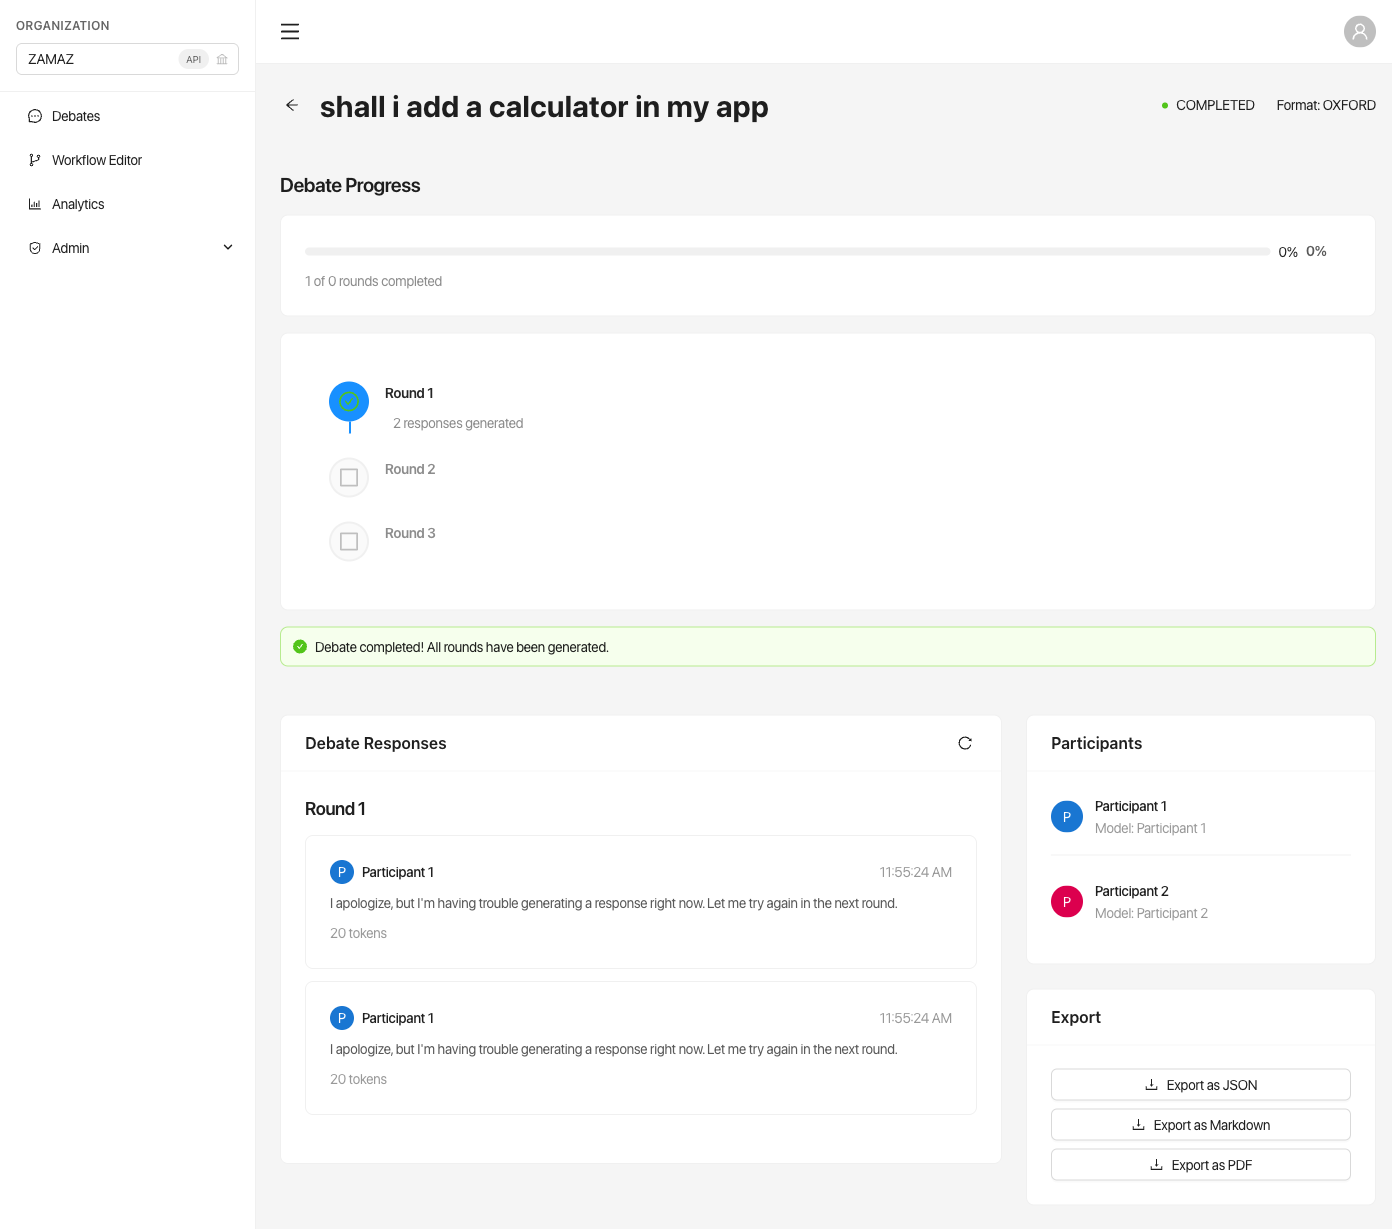 ORGANIZATION
ZAMAZ API
Debates
Workflow Editor
Analytics
Admin
shall i add a calculator in my app
COMPLETED Format: OXFORD
Debate Progress
0% 0%
1 of 0 rounds completed
Round 1
2 responses generated
Round 2
Round 3
Debate completed! All rounds have been generated.
Debate Responses
Round 1
P Participant 1 11:55:24 AM
I apologize, but I'm having trouble generating a response right now. Let me try again in the next round.
20 tokens
P Participant 1 11:55:24 AM
I apologize, but I'm having trouble generating a response right now. Let me try again in the next round.
20 tokens
Participants
P Participant 1
Model: Participant 1
P Participant 2
Model: Participant 2
Export
Export as JSON
Export as Markdown
Export as PDF